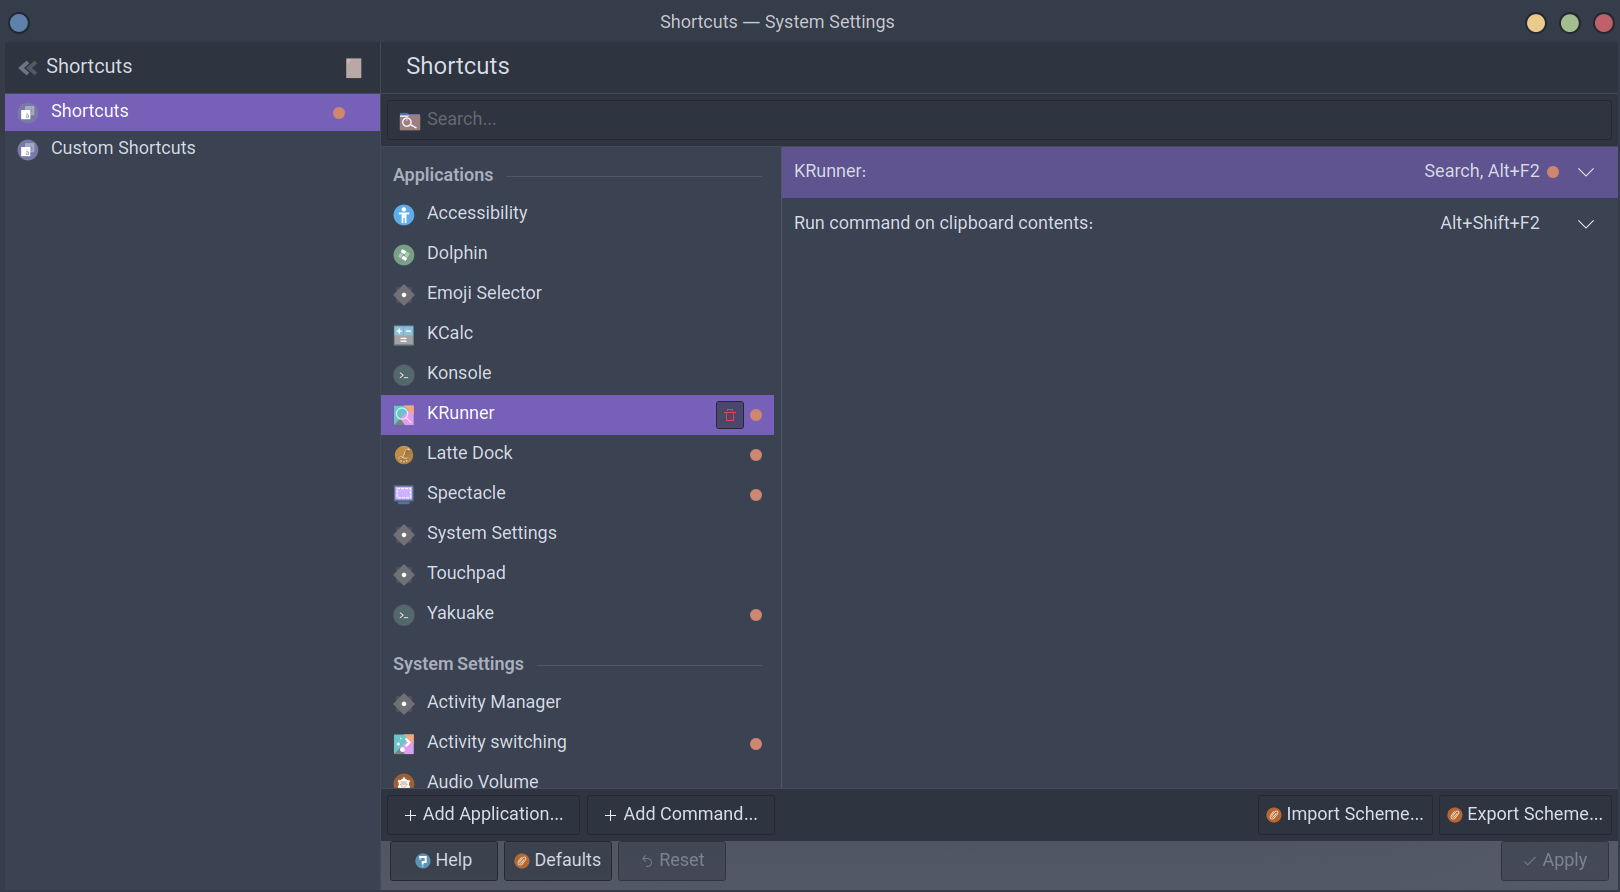 Shortcuts — System Settings
Shortcuts
Shortcuts
Custom Shortcuts
Shortcuts
Search...
Applications
Accessibility
Dolphin
Emoji Selector
KCalc
Konsole
KRunner
Latte Dock
Spectacle
System Settings
Touchpad
Yakuake
System Settings
Activity Manager
Activity switching
Audio Volume
KRunner: Search, Alt+F2
Run command on clipboard contents: Alt+Shift+F2
Add Application... Add Command... Import Scheme... Export Scheme...
Help Defaults Reset Apply